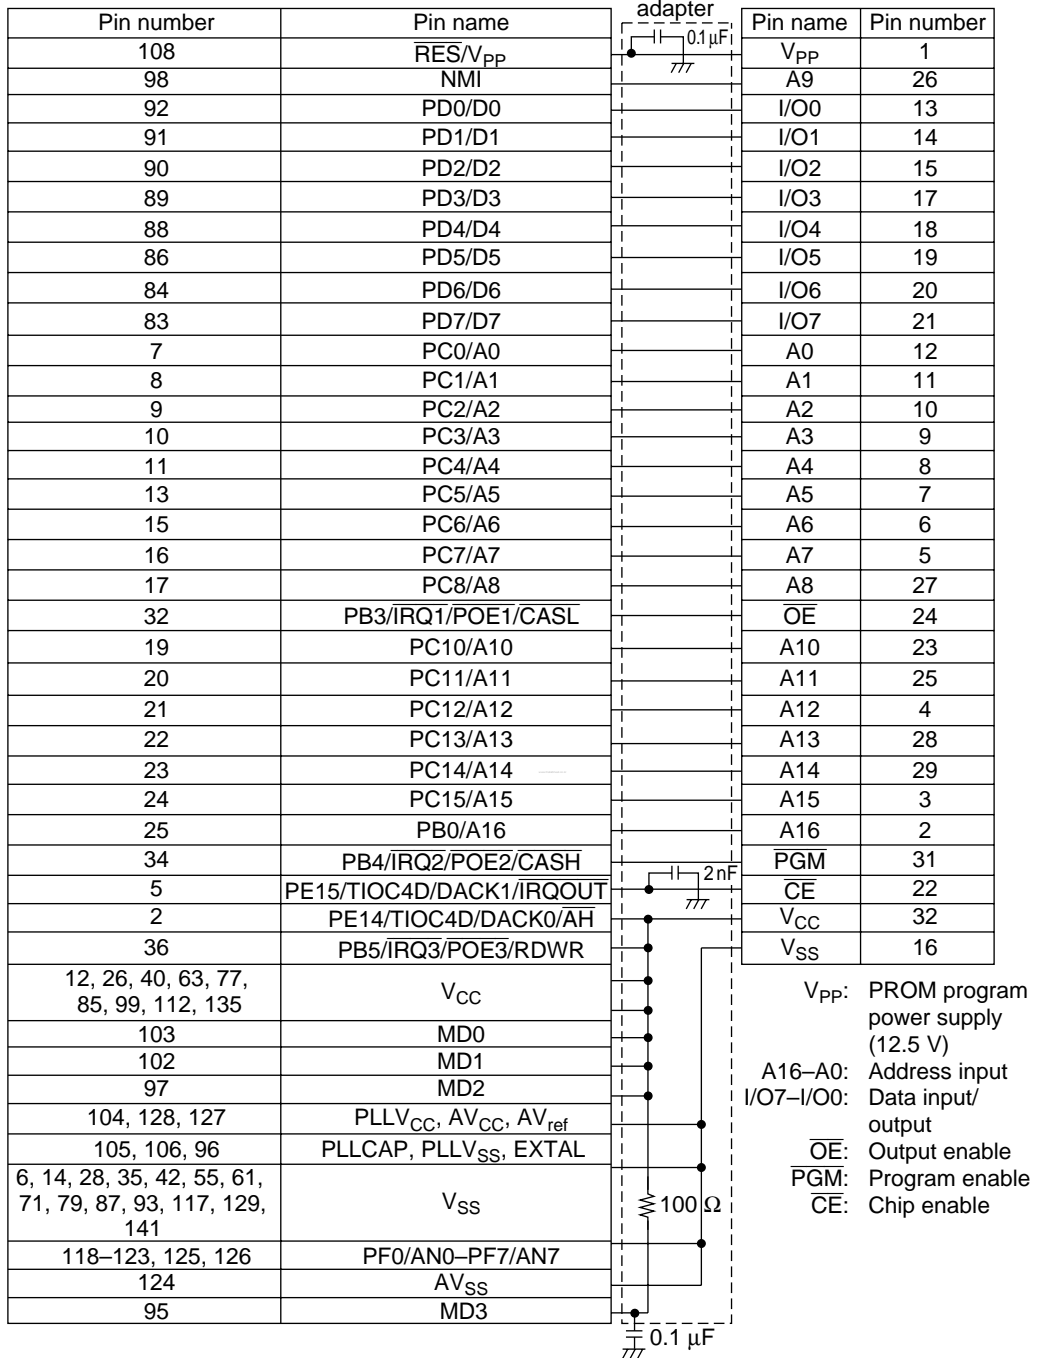 adapter
Pin number Pin name Pin name Pin number
108 RES/VPP 0.1 µF VPP 1
98 NMI A9 26
92 PD0/D0 I/O0 13
91 PD1/D1 I/O1 14
90 PD2/D2 I/O2 15
89 PD3/D3 I/O3 17
88 PD4/D4 I/O4 18
86 PD5/D5 I/O5 19
84 PD6/D6 I/O6 20
83 PD7/D7 I/O7 21
7 PC0/A0 A0 12
8 PC1/A1 A1 11
9 PC2/A2 A2 10
10 PC3/A3 A3 9
11 PC4/A4 A4 8
13 PC5/A5 A5 7
15 PC6/A6 A6 6
16 PC7/A7 A7 5
17 PC8/A8 A8 27
32 PB3/IRQ1/POE1/CASL OE 24
19 PC10/A10 A10 23
20 PC11/A11 A11 25
21 PC12/A12 A12 4
22 PC13/A13 A13 28
23 PC14/A14 A14 29
24 PC15/A15 A15 3
25 PB0/A16 A16 2
34 PB4/IRQ2/POE2/CASH PGM 31
5 PE15/TIOC4D/DACK1/IRQOUT 2 nF CE 22
2 PE14/TIOC4D/DACK0/AH VCC 32
36 PB5/IRQ3/POE3/RDWR VSS 16
12, 26, 40, 63, 77,
85, 99, 112, 135 VCC
103 MD0
102 MD1
97 MD2
104, 128, 127 PLLVCC, AVCC, AVref
105, 106, 96 PLLCAP, PLLVSS, EXTAL
6, 14, 28, 35, 42, 55, 61,
71, 79, 87, 93, 117, 129, VSS 100 Ω
141
118–123, 125, 126 PF0/AN0–PF7/AN7
124 AVSS
95 MD3
0.1 µF
VPP: PROM program
power supply
(12.5 V)
A16–A0: Address input
I/O7–I/O0: Data input/
output
OE: Output enable
PGM: Program enable
CE: Chip enable